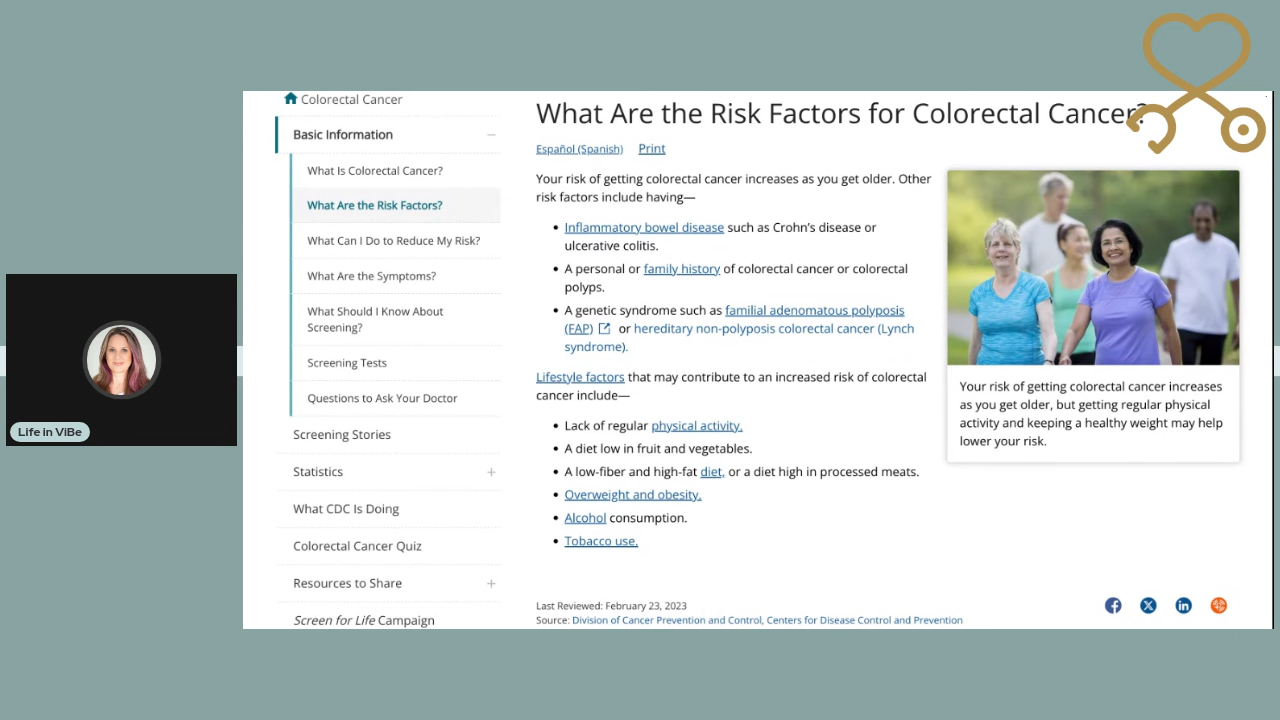 Colorectal Cancer
Basic Information
What Is Colorectal Cancer?
What Are the Risk Factors?
What Can I Do to Reduce My Risk?
What Are the Symptoms?
What Should I Know About
Screening?
Screening Tests
Questions to Ask Your Doctor
Screening Stories
Statistics
What CDC Is Doing
Colorectal Cancer Quiz
Resources to Share
Screen for Life Campaign
What Are the Risk Factors for Colorectal Cancer?
Español (Spanish) Print
Your risk of getting colorectal cancer increases as you get older. Other
risk factors include having—
• Inflammatory bowel disease such as Crohn's disease or
ulcerative colitis.
• A personal or family history of colorectal cancer or colorectal
polyps.
• A genetic syndrome such as familial adenomatous polyposis
(FAP) or hereditary non-polyposis colorectal cancer (Lynch
syndrome).
Lifestyle factors that may contribute to an increased risk of colorectal
cancer include—
• Lack of regular physical activity.
• A diet low in fruit and vegetables.
• A low-fiber and high-fat diet, or a diet high in processed meats.
• Overweight and obesity.
• Alcohol consumption.
• Tobacco use.
Your risk of getting colorectal cancer increases
as you get older, but getting regular physical
activity and keeping a healthy weight may help
lower your risk.
Last Reviewed: February 23, 2023
Source: Division of Cancer Prevention and Control, Centers for Disease Control and Prevention
Life in ViBe